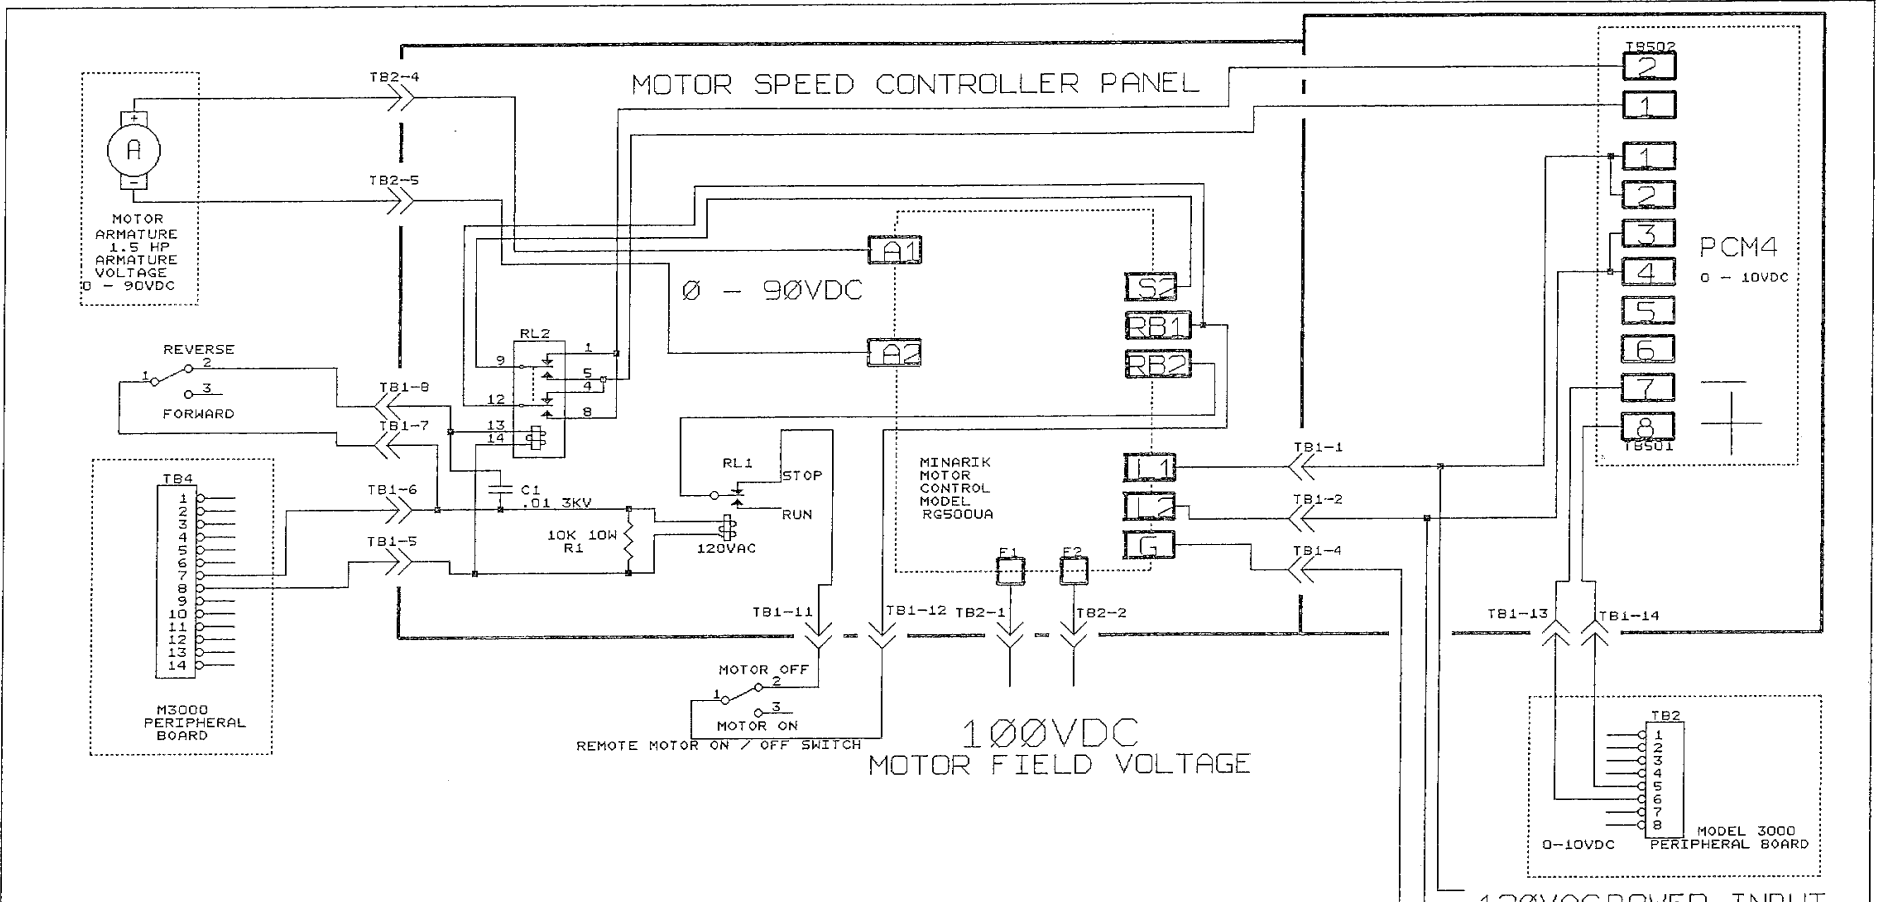 MOTOR SPEED CONTROLLER PANEL
TB2-4
TB2-5
+
A
-
MOTOR
ARMATURE
1.5 HP
ARMATURE
VOLTAGE
0 - 90VDC
0 - 90VDC
A1
A2
S2
RB1
RB2
L1
L2
G
F1
F2
MINARIK
MOTOR
CONTROL
MODEL
RG500UA
TB502
2
1
1
2
3
4
5
6
7
8
TB501
PCM4
0 - 10VDC
REVERSE
1
2
3
FORWARD
TB1-8
TB1-7
TB1-6
TB1-5
RL2
9
12
13
14
1
5
4
8
C1
.01 3KV
10K 10W
R1
RL1
STOP
RUN
120VAC
TB4
1
2
3
4
5
6
7
8
9
10
11
12
13
14
M3000
PERIPHERAL
BOARD
TB1-1
TB1-2
TB1-4
TB1-11
TB1-12
TB2-1
TB2-2
TB1-13
TB1-14
MOTOR OFF
1
2
3
MOTOR ON
REMOTE MOTOR ON / OFF SWITCH
100VDC
MOTOR FIELD VOLTAGE
TB2
1
2
3
4
5
6
7
8
0-10VDC
MODEL 3000
PERIPHERAL BOARD
120VAC POWER INPUT